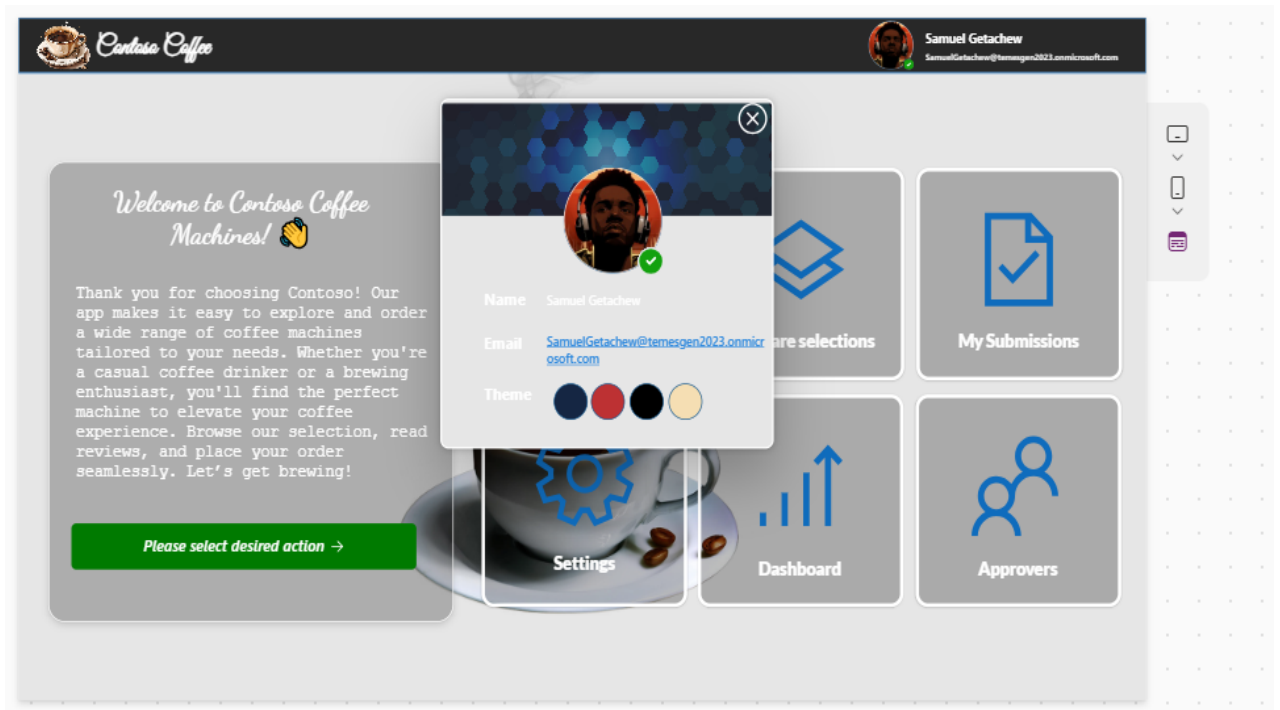 Contoso Coffee
Samuel Getachew
SamuelGetachew@temesgen2023.onmicrosoft.com
Welcome to Contoso Coffee
Machines! 👋
Thank you for choosing Contoso! Our
app makes it easy to explore and order
a wide range of coffee machines
tailored to your needs. Whether you're
a casual coffee drinker or a brewing
enthusiast, you'll find the perfect
machine to elevate your coffee
experience. Browse our selection, read
reviews, and place your order
seamlessly. Let's get brewing!
Please select desired action →
Name Samuel Getachew
Email SamuelGetachew@temesgen2023.onmicr
osoft.com
Theme
are selections
My Submissions
Settings
Dashboard
Approvers